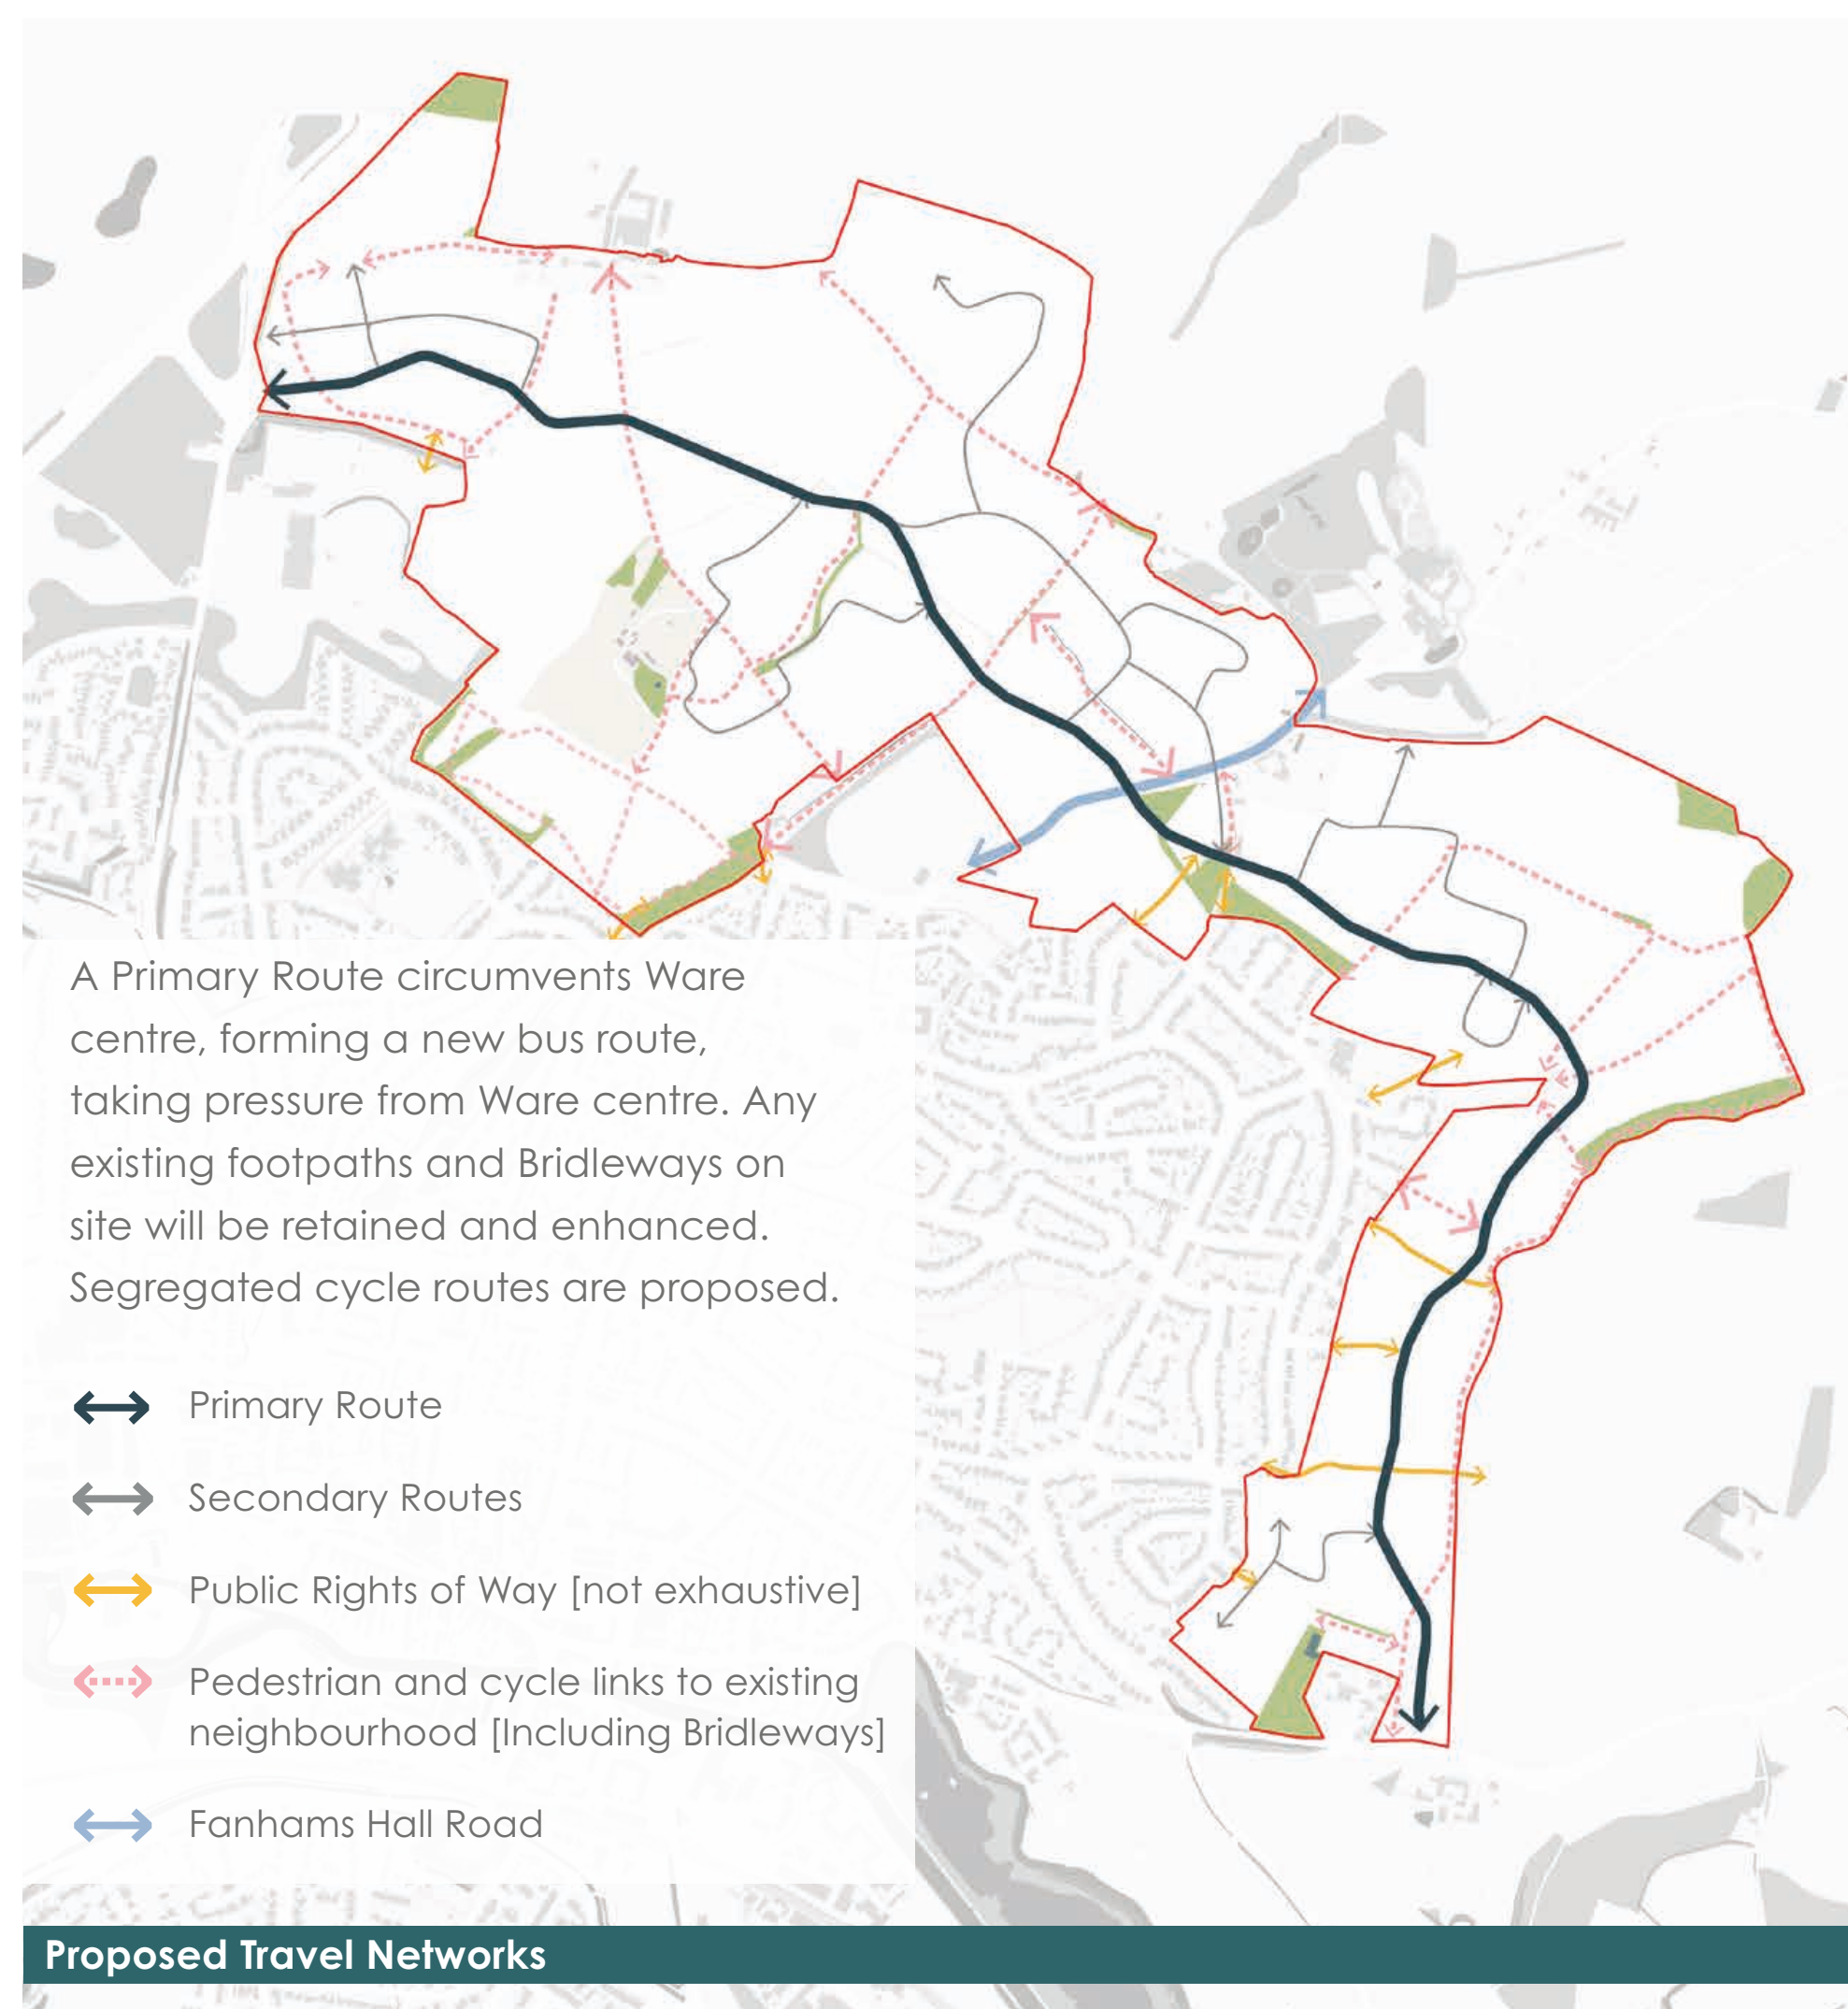 A Primary Route circumvents Ware
centre, forming a new bus route,
taking pressure from Ware centre. Any
existing footpaths and Bridleways on
site will be retained and enhanced.
Segregated cycle routes are proposed.
Primary Route
Secondary Routes
Public Rights of Way [not exhaustive]
Pedestrian and cycle links to existing
neighbourhood [Including Bridleways]
Fanhams Hall Road
Proposed Travel Networks